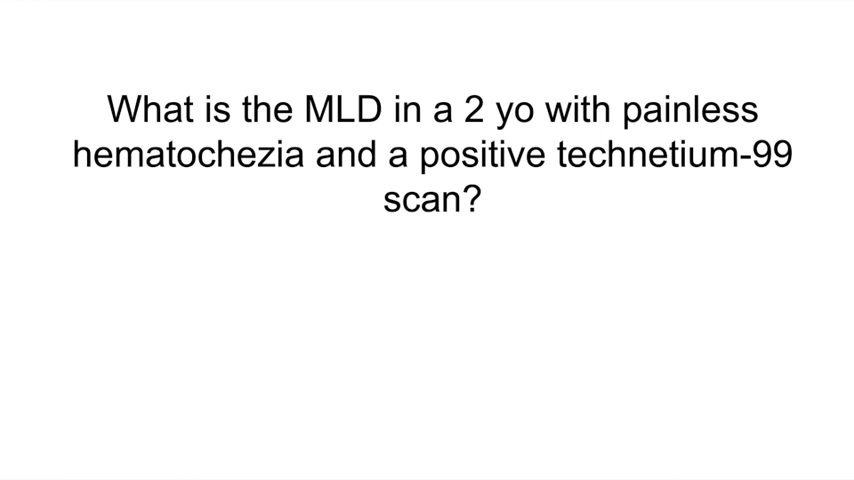 What is the MLD in a 2 yo with painless
hematochezia and a positive technetium-99
scan?